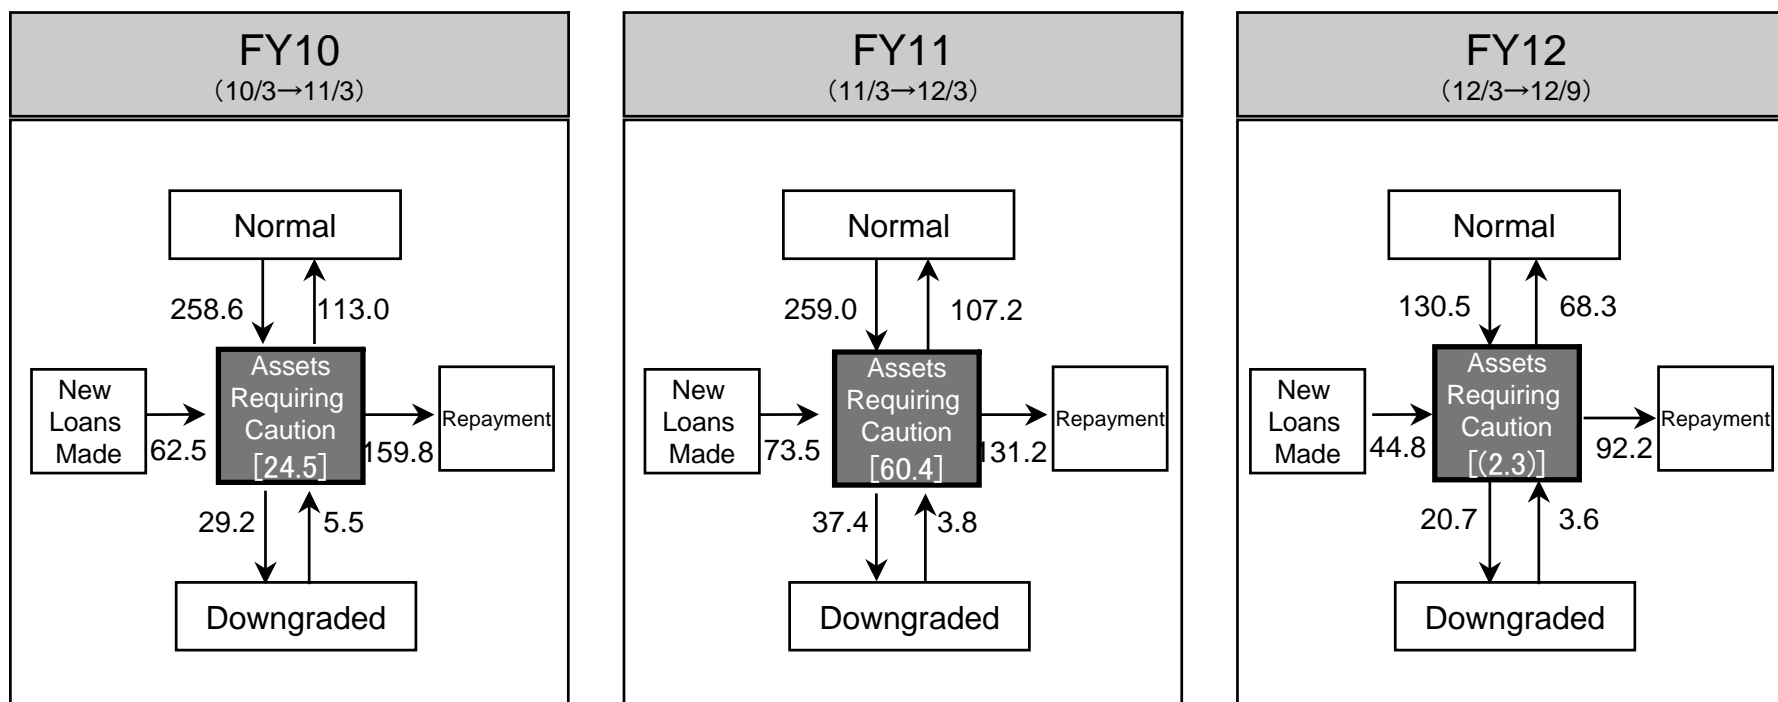 FY10
（10/3→11/3）
Normal
258.6
113.0
New
Loans
Made
62.5
Assets
Requiring
Caution
[24.5]
159.8
Repayment
29.2
5.5
Downgraded
FY11
（11/3→12/3）
Normal
259.0
107.2
New
Loans
Made
73.5
Assets
Requiring
Caution
[60.4]
131.2
Repayment
37.4
3.8
Downgraded
FY12
（12/3→12/9）
Normal
130.5
68.3
New
Loans
Made
44.8
Assets
Requiring
Caution
[(2.3)]
92.2
Repayment
20.7
3.6
Downgraded